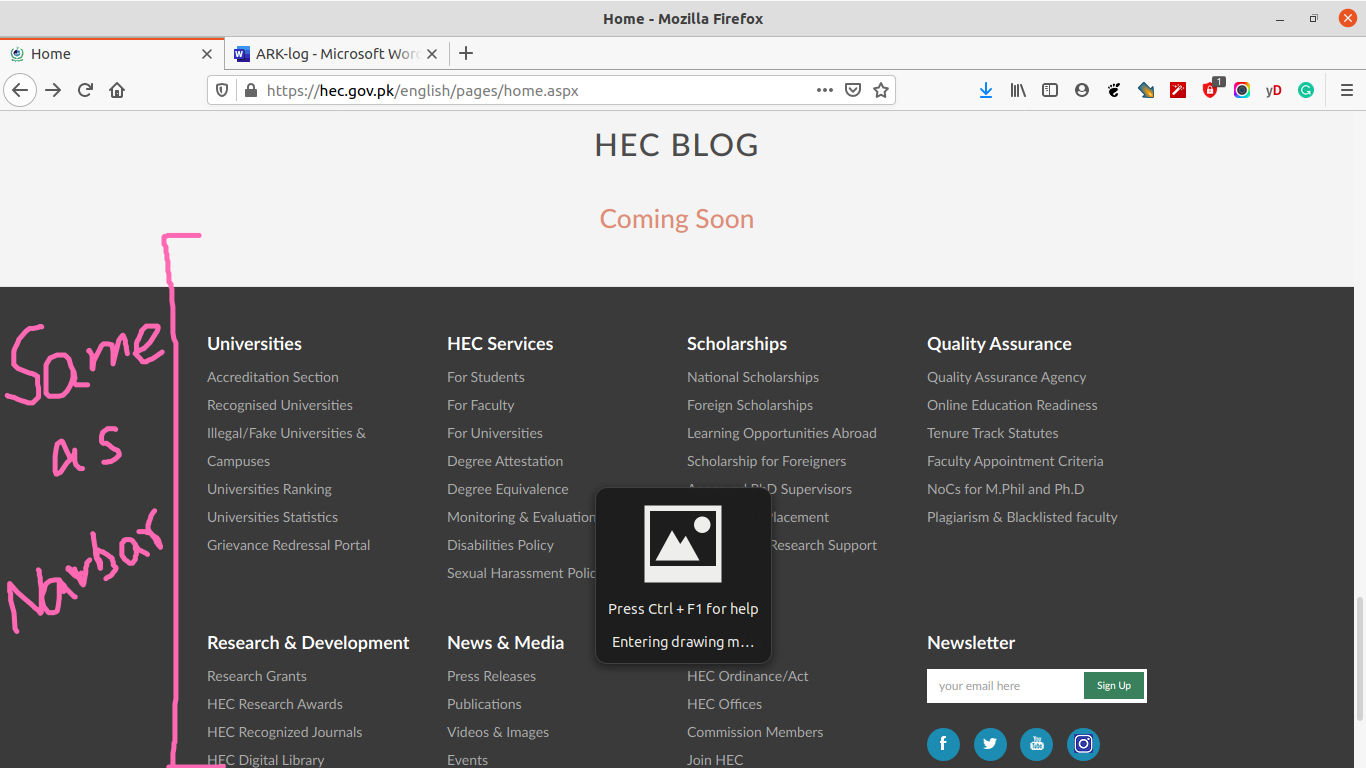 Home - Mozilla Firefox
Home
ARK-log - Microsoft Word
https://hec.gov.pk/english/pages/home.aspx
1
yD
HEC BLOG
Coming Soon
Same
as
Navbar
Universities
Accreditation Section
Recognised Universities
Illegal/Fake Universities &
Campuses
Universities Ranking
Universities Statistics
Grievance Redressal Portal
HEC Services
For Students
For Faculty
For Universities
Degree Attestation
Degree Equivalence
Monitoring & Evaluation
Disabilities Policy
Sexual Harassment Polic
Scholarships
National Scholarships
Foreign Scholarships
Learning Opportunities Abroad
Scholarship for Foreigners
PhD Supervisors
Placement
Research Support
Quality Assurance
Quality Assurance Agency
Online Education Readiness
Tenure Track Statutes
Faculty Appointment Criteria
NoCs for M.Phil and Ph.D
Plagiarism & Blacklisted faculty
Press Ctrl + F1 for help
Entering drawing m...
Research & Development
Research Grants
HEC Research Awards
HEC Recognized Journals
HEC Digital Library
News & Media
Press Releases
Publications
Videos & Images
Events
HEC Ordinance/Act
HEC Offices
Commission Members
Join HEC
Newsletter
your email here
Sign Up
You
Tube